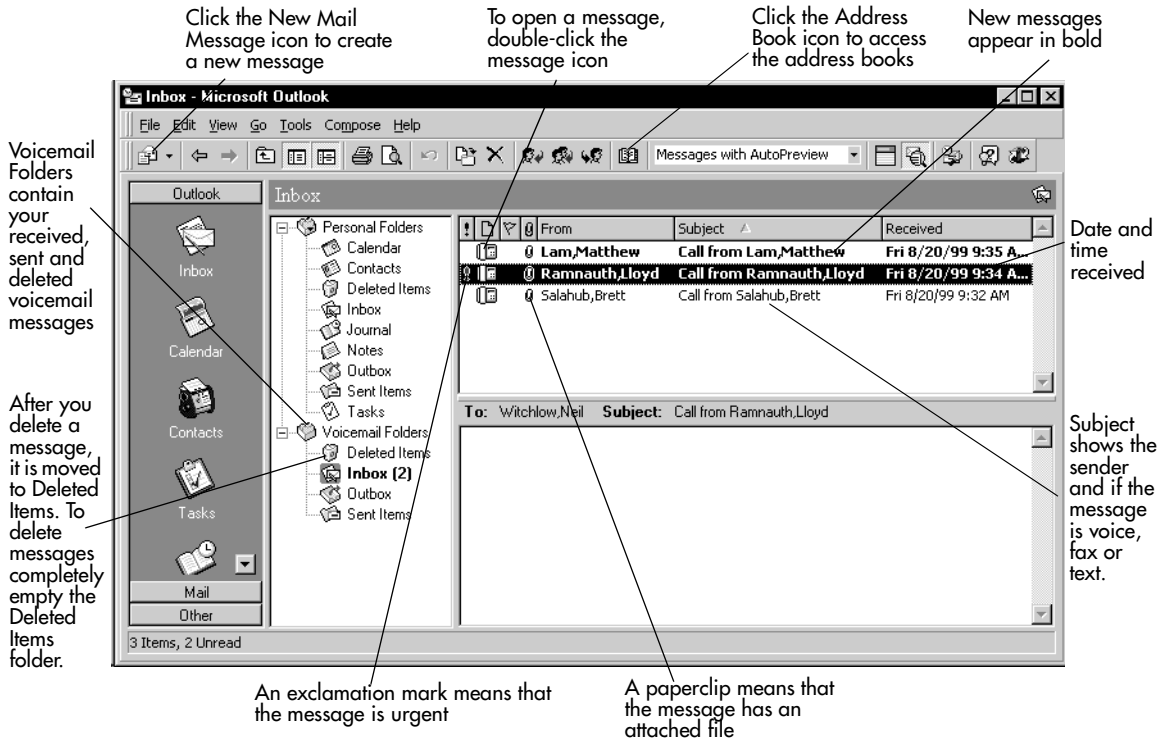 Click the New Mail
Message icon to create
a new message
To open a message,
double-click the
message icon
Click the Address
Book icon to access
the address books
New messages
appear in bold
Inbox - Microsoft Outlook
File Edit View Go Tools Compose Help
Messages with AutoPreview
Voicemail
Folders
contain
your
received,
sent and
deleted
voicemail
messages
After you
delete a
message,
it is moved
to Deleted
Items. To
delete
messages
completely
empty the
Deleted
Items
folder.
Outlook
Inbox
Calendar
Contacts
Tasks
Mail
Other
Inbox
Personal Folders
Calendar
Contacts
Deleted Items
Inbox
Journal
Notes
Outbox
Sent Items
Tasks
Voicemail Folders
Deleted Items
Inbox (2)
Outbox
Sent Items
! From Subject Received
Lam,Matthew Call from Lam,Matthew Fri 8/20/99 9:35 A...
! Ramnauth,Lloyd Call from Ramnauth,Lloyd Fri 8/20/99 9:34 A...
Salahub,Brett Call from Salahub,Brett Fri 8/20/99 9:32 AM
To: Witchlow,Neil Subject: Call from Ramnauth,Lloyd
3 Items, 2 Unread
Date and
time
received
Subject
shows the
sender
and if the
message
is voice,
fax or
text.
An exclamation mark means that
the message is urgent
A paperclip means that
the message has an
attached file